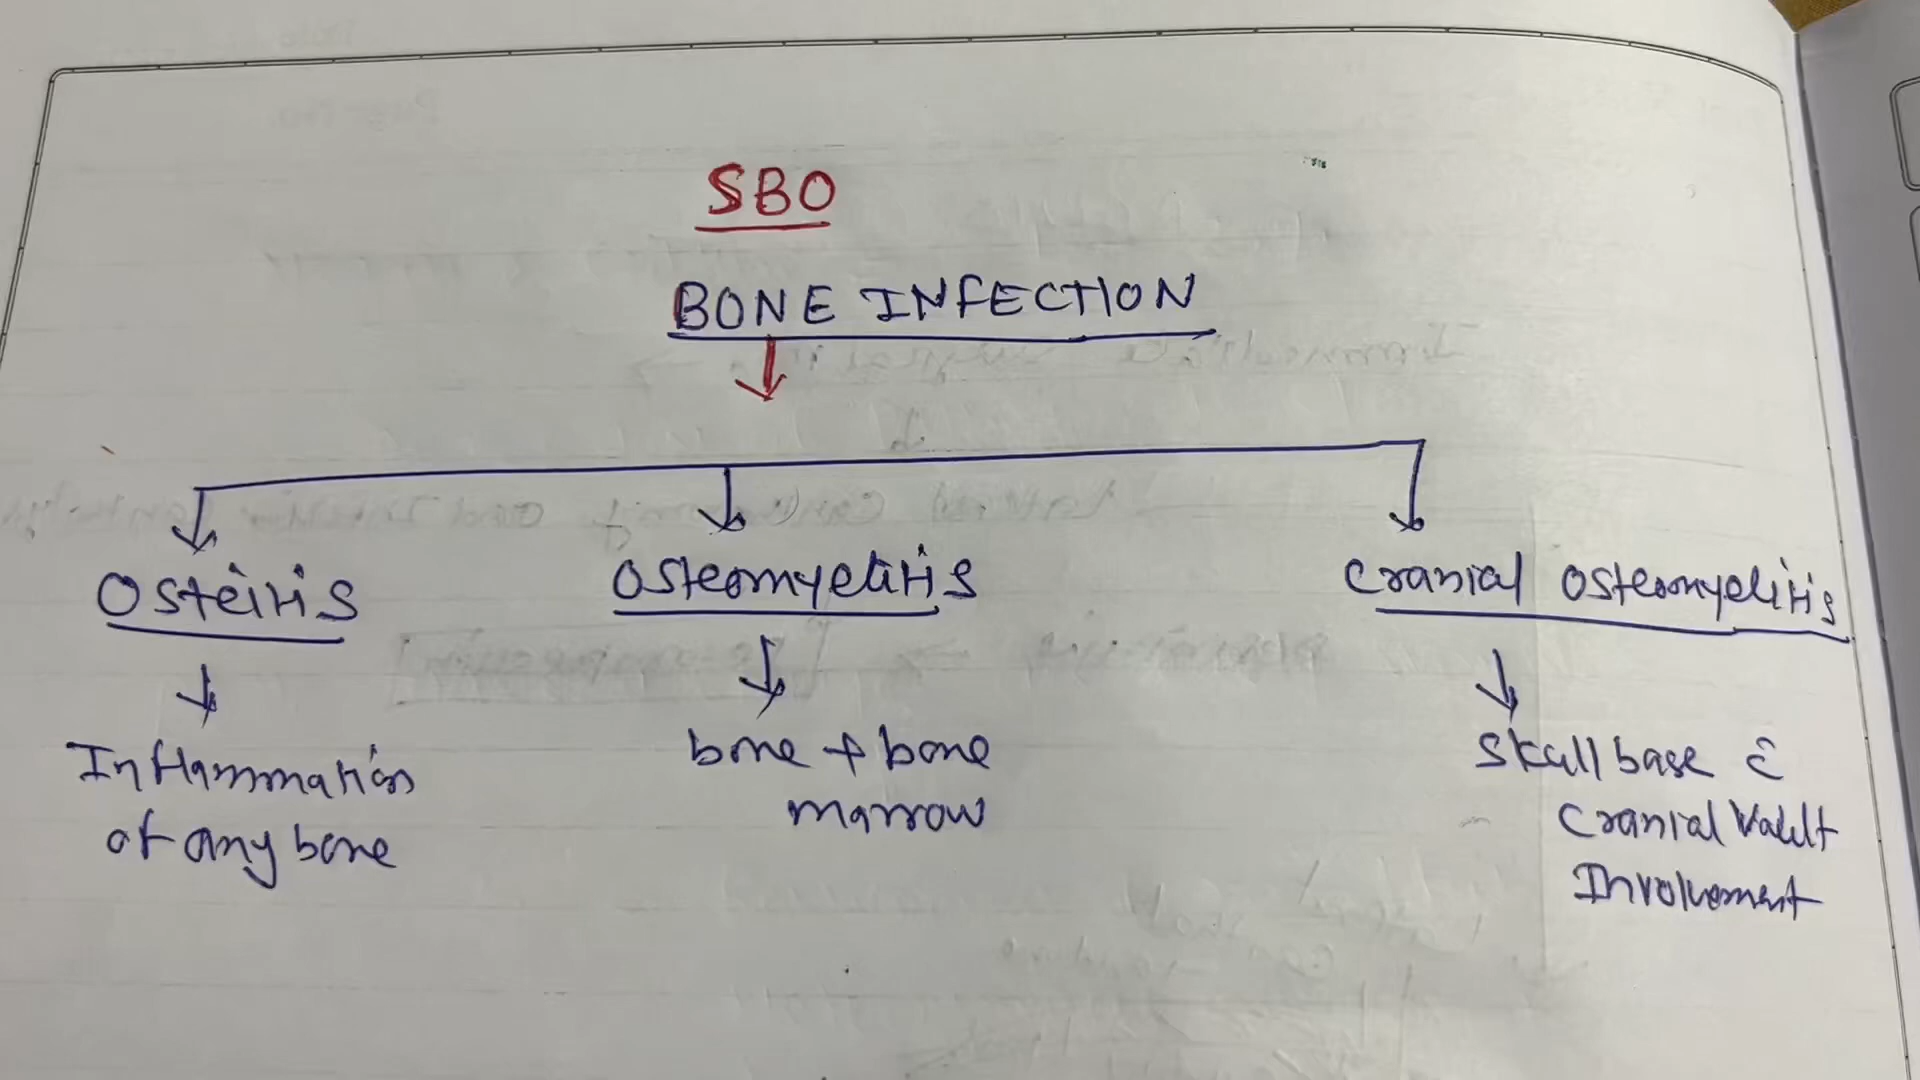 SBO
BONE INFECTION
Osteitis
Osteomyelitis
Cranial Osteomyelitis
Inflammation
of any bone
bone + bone
marrow
Skull base c̄
Cranial Vault
Involvement